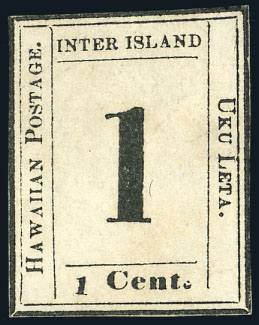 INTER ISLAND
HAWAIIAN POSTAGE.
1
UKU LETA.
1 Cent.